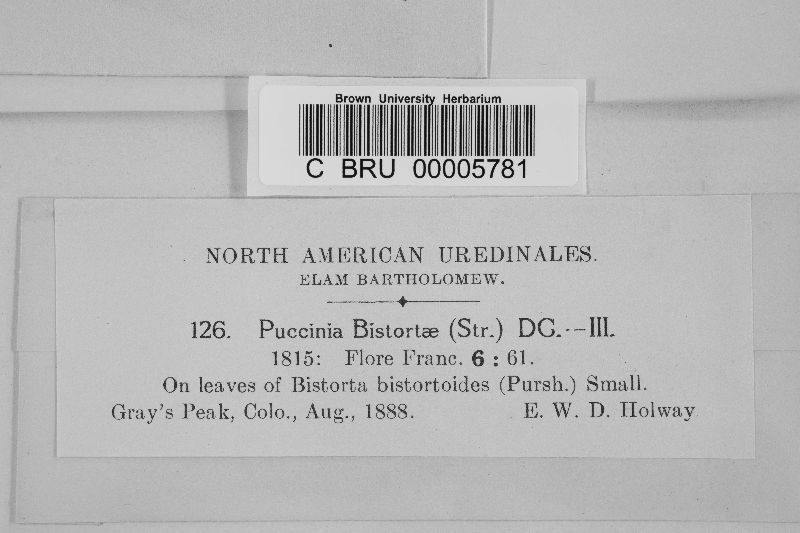 Brown University Herbarium
C BRU 00005781
NORTH AMERICAN UREDINALES.
ELAM BARTHOLOMEW.
126. Puccinia Bistortæ (Str.) DC.--III.
1815: Flore Franc. 6 : 61.
On leaves of Bistorta bistortoides (Pursh.) Small.
Gray's Peak, Colo., Aug., 1888. E. W. D. Holway